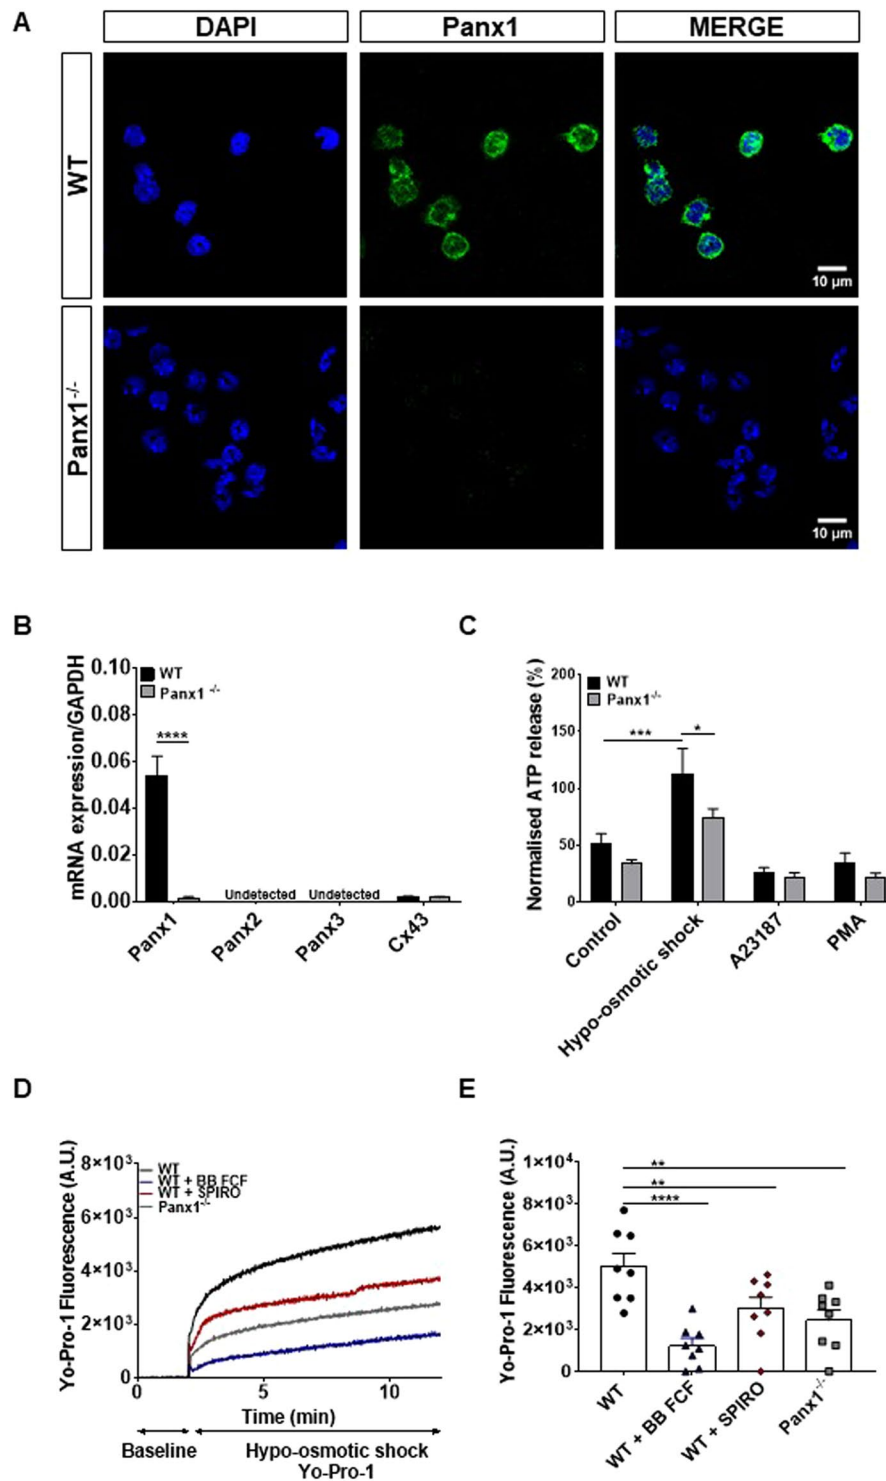 A
DAPI Panx1 MERGE
WT
10 µm
Panx1-/-
10 µm
B
mRNA expression/GAPDH
0.10
0.08
0.06
0.04
0.02
0.00
WT
Panx1 -/-
****
Undetected Undetected
Panx1 Panx2 Panx3 Cx43
C
Normalised ATP release (%)
200
150
100
50
0
WT
Panx1-/-
*** *
Control Hypo-osmotic shock A23187 PMA
D
Yo-Pro-1 Fluorescence (A.U.)
8×10³
6×10³
4×10³
2×10³
0
WT
WT + BB FCF
WT + SPIRO
Panx1-/-
0 5 10
Time (min)
Baseline Hypo-osmotic shock
Yo-Pro-1
E
Yo-Pro-1 Fluorescence (A.U.)
1×10⁴
8×10³
6×10³
4×10³
2×10³
0
**
**
****
WT WT + BB FCF WT + SPIRO Panx1-/-